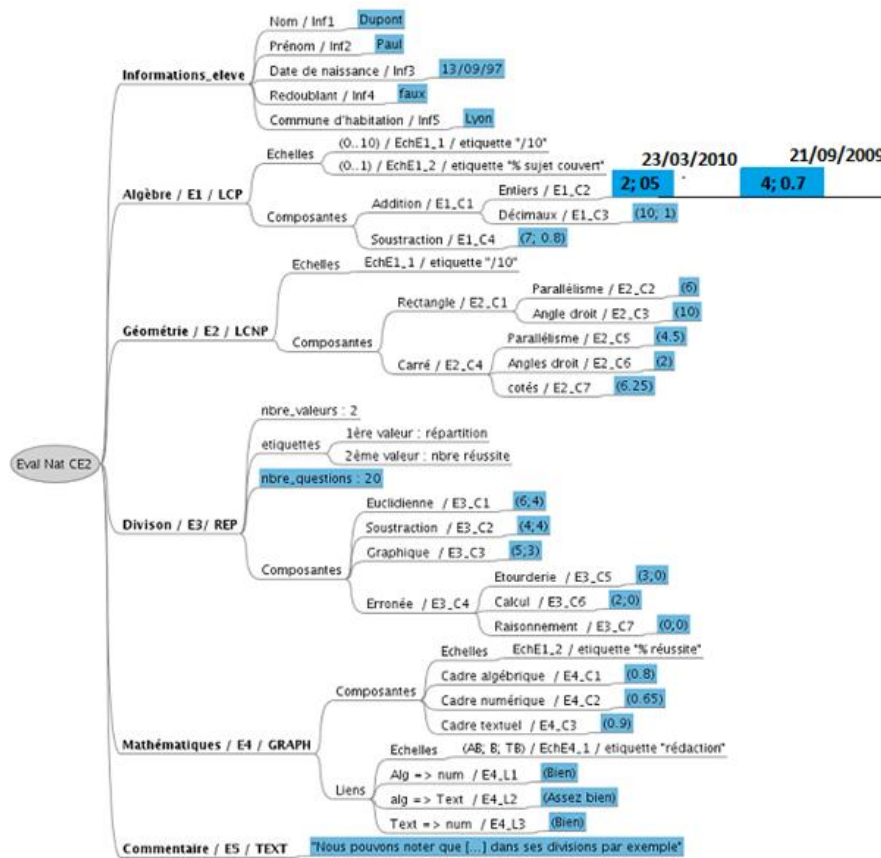 Nom / Inf1 Dupont
Prénom / Inf2 Paul
Informations_eleve
Date de naissance / Inf3 13/09/97
Redoublant / Inf4 faux
Commune d'habitation / Inf5 Lyon
(0..10) / EchE1_1 / etiquette "/10"
Echelles
(0..1) / EchE1_2 / etiquette "% sujet couvert"
23/03/2010
21/09/2009
Algèbre / E1 / LCP
Entiers / E1_C2 2; 05 4; 0.7
Addition / E1_C1
Décimaux / E1_C3 (10; 1)
Composantes
Soustraction / E1_C4 (7; 0.8)
Echelles EchE1_1 / etiquette "/10"
Parallélisme / E2_C2 (6)
Rectangle / E2_C1
Angle droit / E2_C3 (10)
Géométrie / E2 / LCNP
Composantes
Parallélisme / E2_C5 (4.5)
Carré / E2_C4
Angles droit / E2_C6 (2)
cotés / E2_C7 (6.25)
nbre_valeurs : 2
1ère valeur : répartition
etiquettes
2ème valeur : nbre réussite
Eval Nat CE2
nbre_questions : 20
Euclidienne / E3_C1 (6;4)
Divison / E3/ REP
Soustraction / E3_C2 (4;4)
Graphique / E3_C3 (5;3)
Composantes
Etourderie / E3_C5 (3;0)
Erronée / E3_C4
Calcul / E3_C6 (2;0)
Raisonnement / E3_C7 (0;0)
Echelles EchE1_2 / etiquette "% réussite"
Cadre algébrique / E4_C1 (0.8)
Composantes
Cadre numérique / E4_C2 (0.65)
Cadre textuel / E4_C3 (0.9)
Mathématiques / E4 / GRAPH
Echelles (AB; B; TB) / EchE4_1 / etiquette "rédaction"
Alg => num / E4_L1 (Bien)
Liens
alg => Text / E4_L2 (Assez bien)
Text => num / E4_L3 (Bien)
Commentaire / E5 / TEXT "Nous pouvons noter que [...] dans ses divisions par exemple"